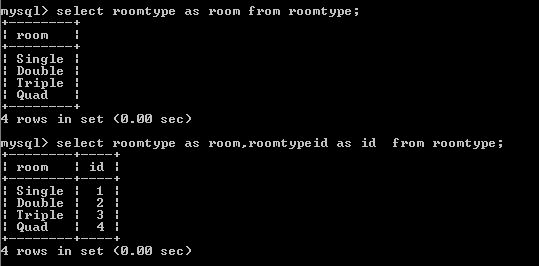 mysql> select roomtype as room from roomtype;
+--------+
¦ room   ¦
+--------+
¦ Single ¦
¦ Double ¦
¦ Triple ¦
¦ Quad   ¦
+--------+
4 rows in set (0.00 sec)
mysql> select roomtype as room,roomtypeid as id  from roomtype;
+--------+----+
¦ room   ¦ id ¦
+--------+----+
¦ Single ¦  1 ¦
¦ Double ¦  2 ¦
¦ Triple ¦  3 ¦
¦ Quad   ¦  4 ¦
+--------+----+
4 rows in set (0.00 sec)